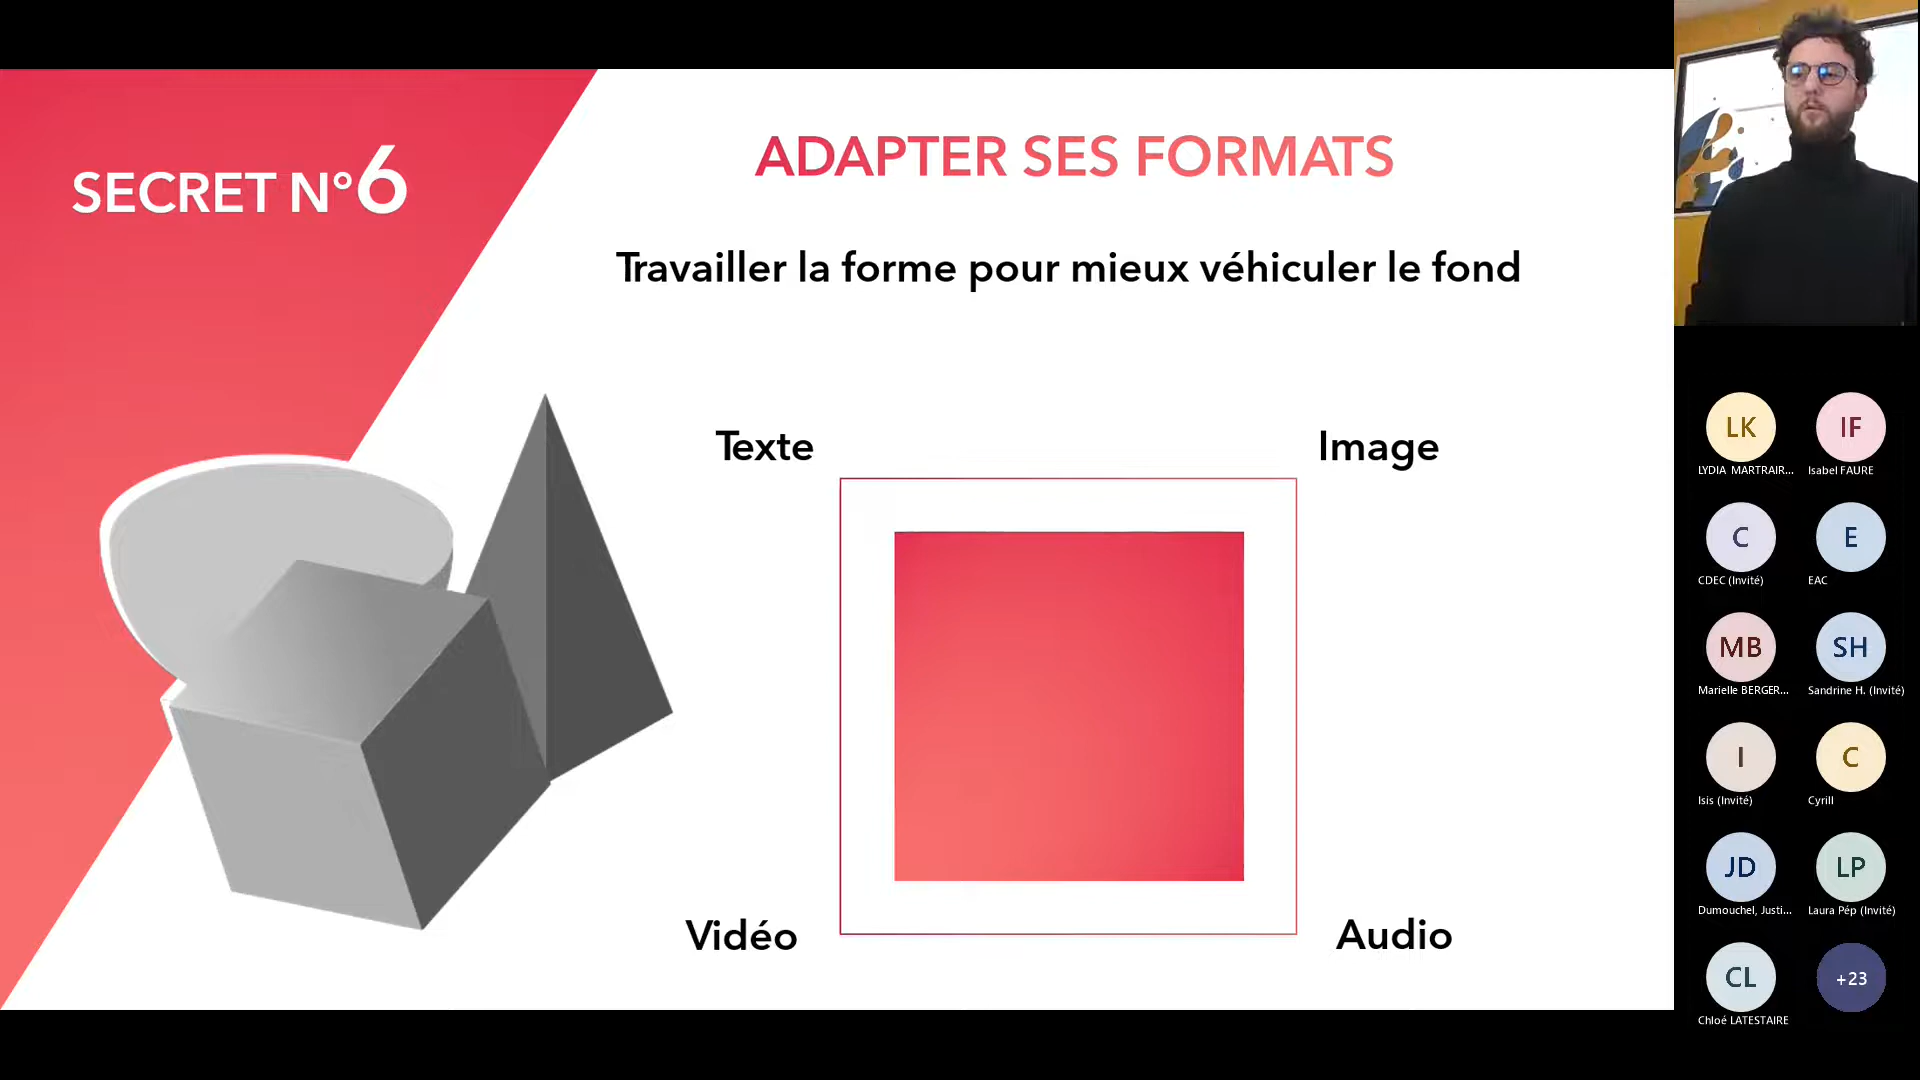 SECRET N°6
ADAPTER SES FORMATS
Travailler la forme pour mieux véhiculer le fond
Texte
Image
Vidéo
Audio
LK
IF
LYDIA MARTRAIR...
Isabel FAURE
C
E
CDEC (Invité)
EAC
MB
SH
Marielle BERGER...
Sandrine H. (Invité)
I
C
Isis (Invité)
Cyrill
JD
LP
Dumouchel, Justi...
Laura Pép (Invité)
CL
+23
Chloé LATESTAIRE